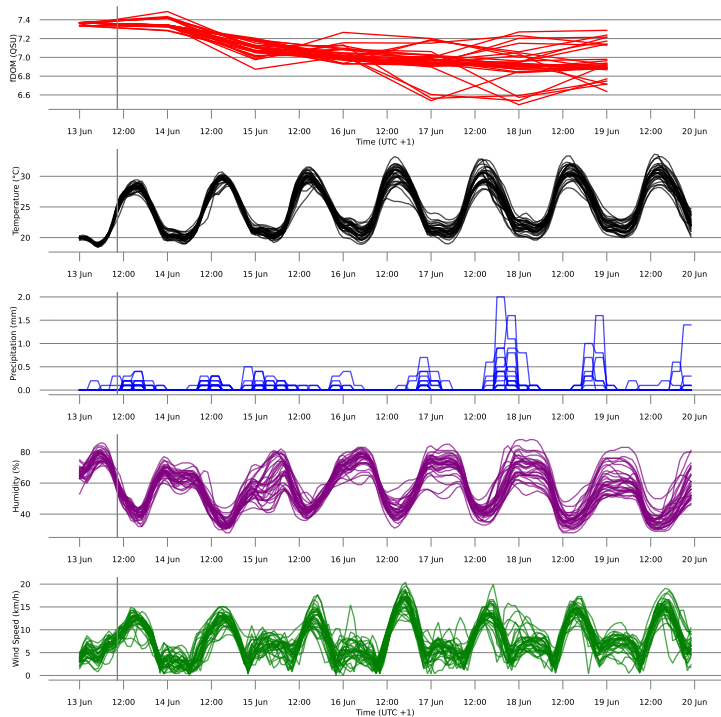 fDOM (QSU)
7.4
7.2
7.0
6.8
6.6
13 Jun 12:00 14 Jun 12:00 15 Jun 12:00 16 Jun 12:00 17 Jun 12:00 18 Jun 12:00 19 Jun 12:00 20 Jun
Time (UTC +1)
Temperature (°C)
30
25
20
13 Jun 12:00 14 Jun 12:00 15 Jun 12:00 16 Jun 12:00 17 Jun 12:00 18 Jun 12:00 19 Jun 12:00 20 Jun
Precipitation (mm)
2.0
1.5
1.0
0.5
0.0
13 Jun 12:00 14 Jun 12:00 15 Jun 12:00 16 Jun 12:00 17 Jun 12:00 18 Jun 12:00 19 Jun 12:00 20 Jun
Humidity (%)
80
60
40
13 Jun 12:00 14 Jun 12:00 15 Jun 12:00 16 Jun 12:00 17 Jun 12:00 18 Jun 12:00 19 Jun 12:00 20 Jun
Wind Speed (km/h)
20
15
10
5
0
13 Jun 12:00 14 Jun 12:00 15 Jun 12:00 16 Jun 12:00 17 Jun 12:00 18 Jun 12:00 19 Jun 12:00 20 Jun
Time (UTC +1)